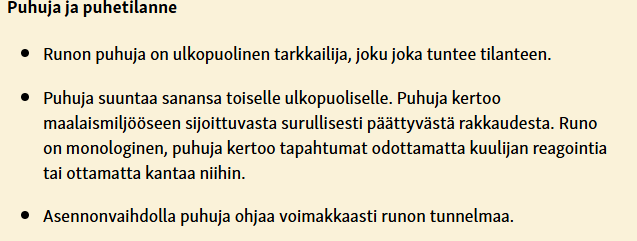 Puhuja ja puhetilanne
• Runon puhuja on ulkopuolinen tarkkailija, joku joka tuntee tilanteen.
• Puhuja suuntaa sanansa toiselle ulkopuoliselle. Puhuja kertoo
maalaismiljööseen sijoittuvasta surullisesti päättyvästä rakkaudesta. Runo
on monologinen, puhuja kertoo tapahtumat odottamatta kuulijan reagointia
tai ottamatta kantaa niihin.
• Asennonvaihdolla puhuja ohjaa voimakkaasti runon tunnelmaa.